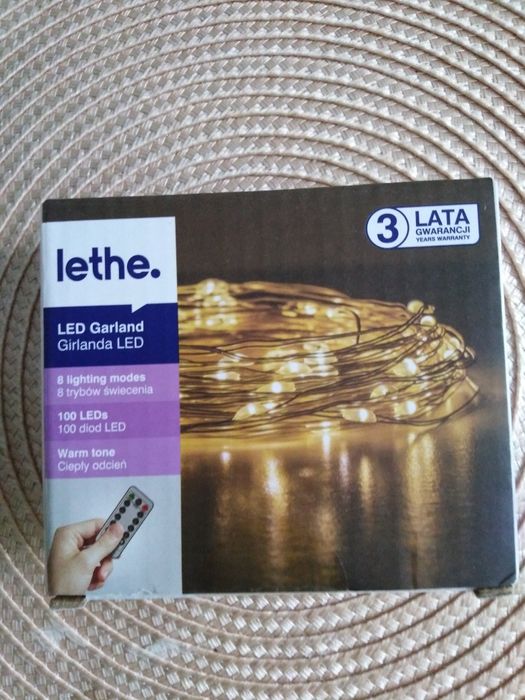 lethe.
LED Garland
Girlanda LED
8 lighting modes
8 trybów świecenia
100 LEDs
100 diod LED
Warm tone
Ciepły odcień
3 LATA
GWARANCJI
YEARS WARRANTY